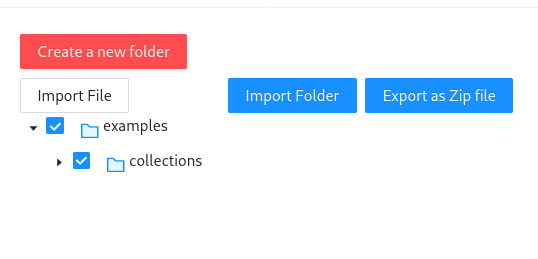 Create a new folder
Import File Import Folder Export as Zip file
examples
collections